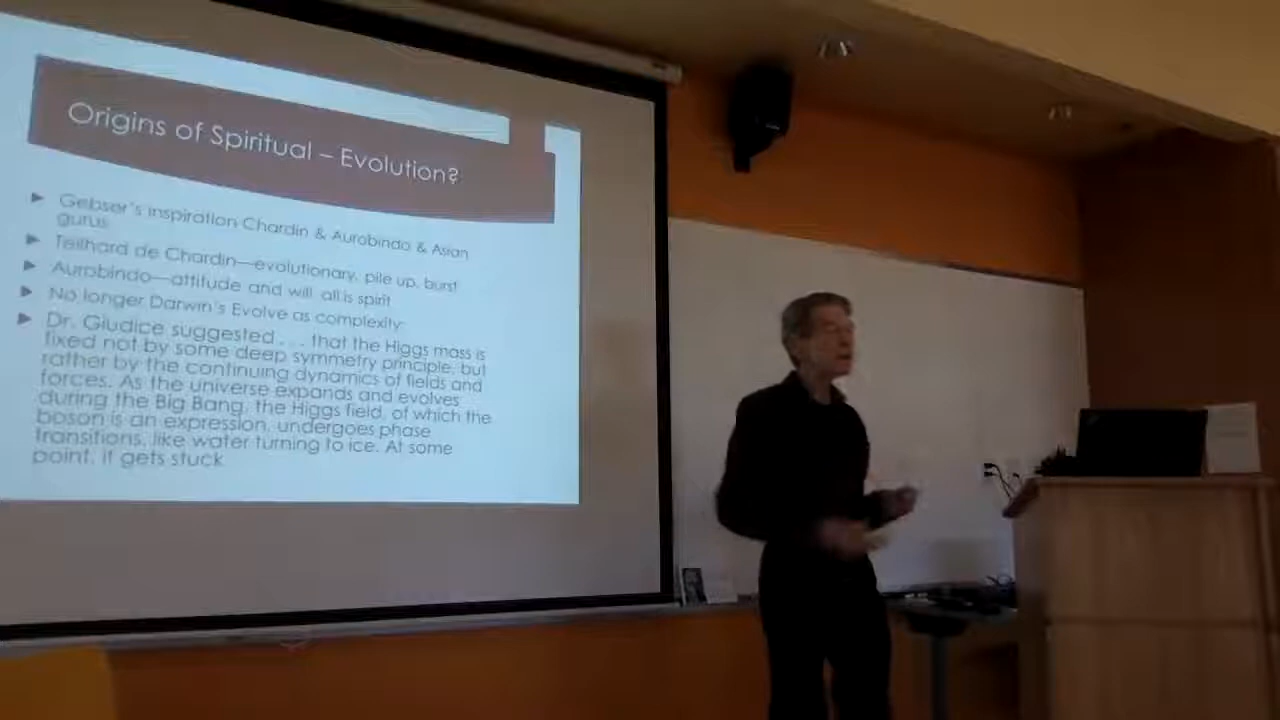 Origins of Spiritual – Evolution?
► Gebser's inspiration Chardin & Aurobindo & Asian
gurus
► Teilhard de Chardin—evolutionary, pile up, burst
► Aurobindo—attitude and will, all is spirit
► No longer Darwin's Evolve as complexity:
► Dr. Giudice suggested . . . that the Higgs mass is
fixed not by some deep symmetry principle, but
rather by the continuing dynamics of fields and
forces. As the universe expands and evolves
during the Big Bang, the Higgs field, of which the
boson is an expression, undergoes phase
transitions, like water turning to ice. At some
point, it gets stuck